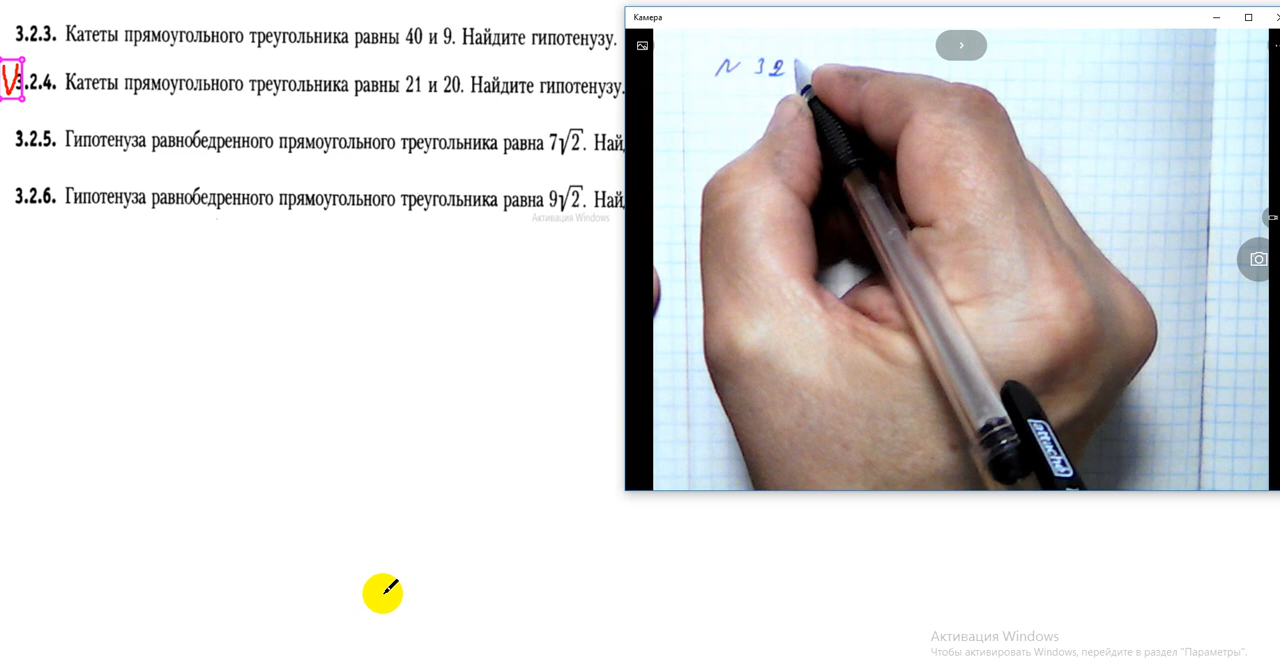 3.2.3. Катеты прямоугольного треугольника равны 40 и 9. Найдите гипотенузу.
V 3.2.4. Катеты прямоугольного треугольника равны 21 и 20. Найдите гипотенузу.
3.2.5. Гипотенуза равнобедренного прямоугольного треугольника равна 7√2. Най
3.2.6. Гипотенуза равнобедренного прямоугольного треугольника равна 9√2. Най
Активация Windows
Камера
N 32
attaché
Активация Windows
Чтобы активировать Windows, перейдите в раздел "Параметры".